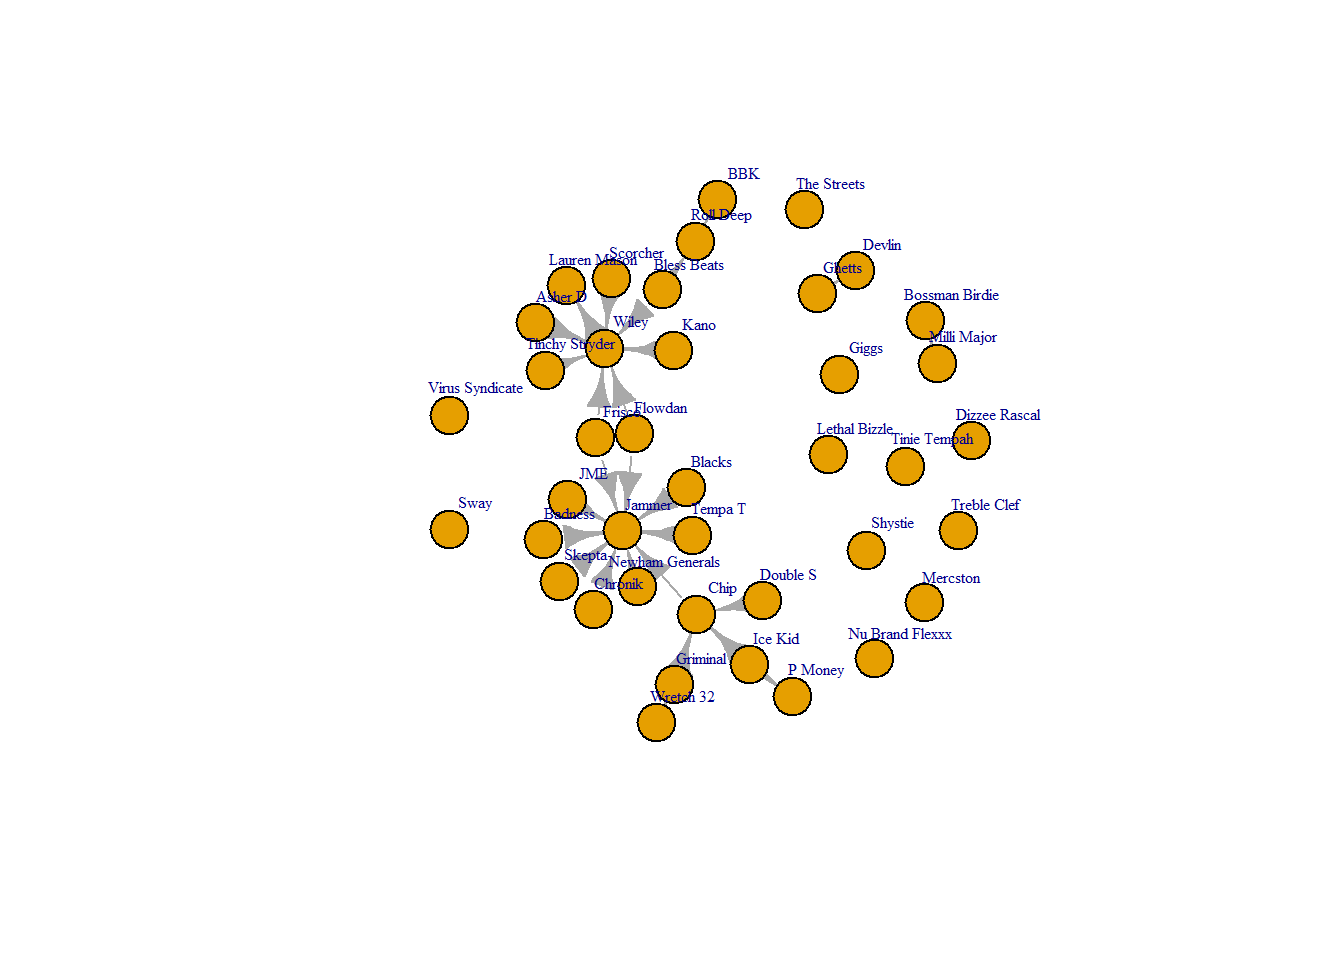 BBK
The Streets
Roll Deep
Devlin
Scorcher
Lauren Mason
Bless Beats
Ghetts
Asher D
Bossman Birdie
Wiley
Kano
Milli Major
Tinchy Stryder
Giggs
Virus Syndicate
Frisco
Flowdan
Dizzee Rascal
Lethal Bizzle
Tinie Tempah
Blacks
JME
Sway
Jammer
Tempa T
Treble Clef
Badness
Shystie
Skepta
Newham Generals
Double S
Mercston
Chronik
Chip
Nu Brand Flexxx
Ice Kid
Griminal
P Money
Wretch 32